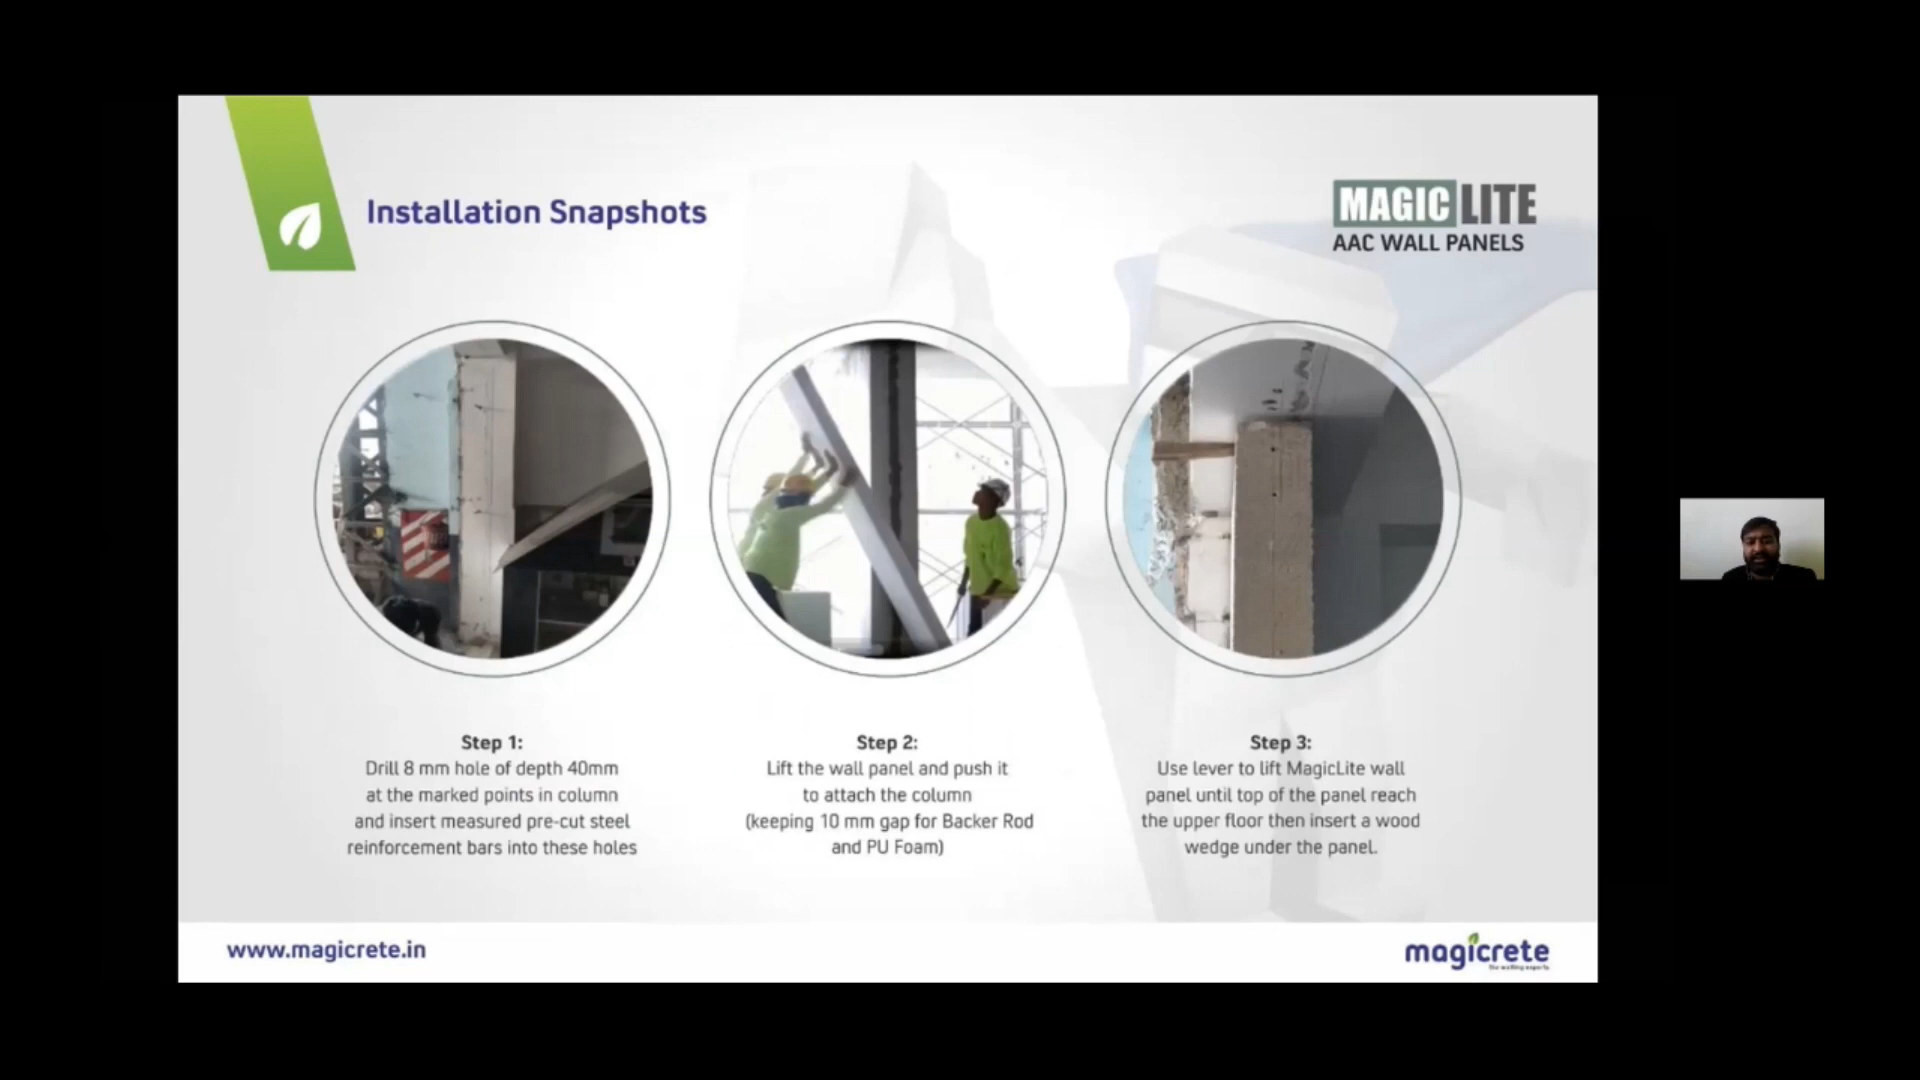 Installation Snapshots
MAGIC LITE
AAC WALL PANELS
Step 1:
Drill 8 mm hole of depth 40mm
at the marked points in column
and insert measured pre-cut steel
reinforcement bars into these holes
Step 2:
Lift the wall panel and push it
to attach the column
(keeping 10 mm gap for Backer Rod
and PU Foam)
Step 3:
Use lever to lift MagicLite wall
panel until top of the panel reach
the upper floor then insert a wood
wedge under the panel.
www.magicrete.in
magicrete